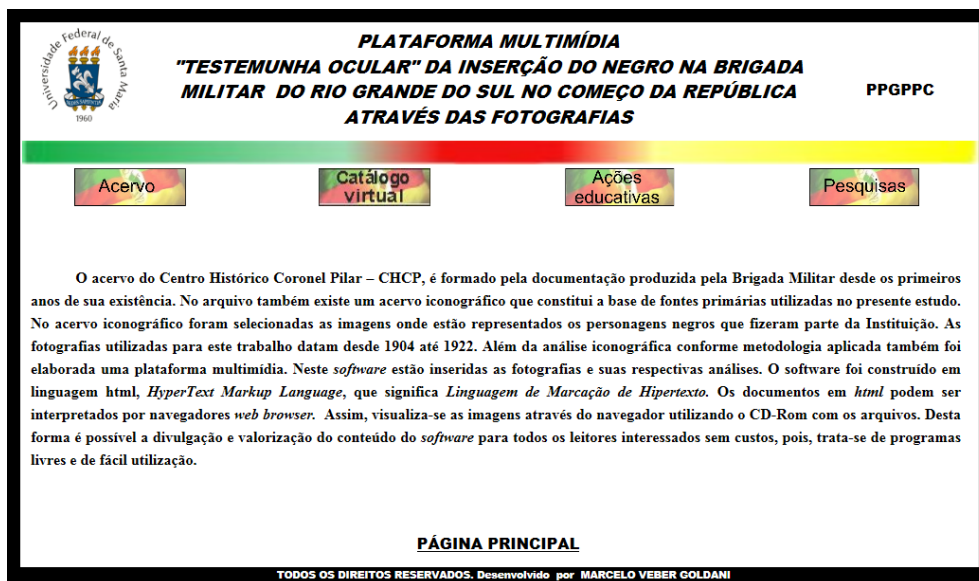 Universidade Federal de Santa Maria
1960
PLATAFORMA MULTIMÍDIA
"TESTEMUNHA OCULAR" DA INSERÇÃO DO NEGRO NA BRIGADA
MILITAR DO RIO GRANDE DO SUL NO COMEÇO DA REPÚBLICA
ATRAVÉS DAS FOTOGRAFIAS
PPGPPC
Acervo
Catálogo
virtual
Ações
educativas
Pesquisas
O acervo do Centro Histórico Coronel Pilar – CHCP, é formado pela documentação produzida pela Brigada Militar desde os primeiros
anos de sua existência. No arquivo também existe um acervo iconográfico que constitui a base de fontes primárias utilizadas no presente estudo.
No acervo iconográfico foram selecionadas as imagens onde estão representados os personagens negros que fizeram parte da Instituição. As
fotografias utilizadas para este trabalho datam desde 1904 até 1922. Além da análise iconográfica conforme metodologia aplicada também foi
elaborada uma plataforma multimídia. Neste software estão inseridas as fotografias e suas respectivas análises. O software foi construído em
linguagem html, HyperText Markup Language, que significa Linguagem de Marcação de Hipertexto. Os documentos em html podem ser
interpretados por navegadores web browser. Assim, visualiza-se as imagens através do navegador utilizando o CD-Rom com os arquivos. Desta
forma é possível a divulgação e valorização do conteúdo do software para todos os leitores interessados sem custos, pois, trata-se de programas
livres e de fácil utilização.
PÁGINA PRINCIPAL
TODOS OS DIREITOS RESERVADOS. Desenvolvido por MARCELO VEBER GOLDANI